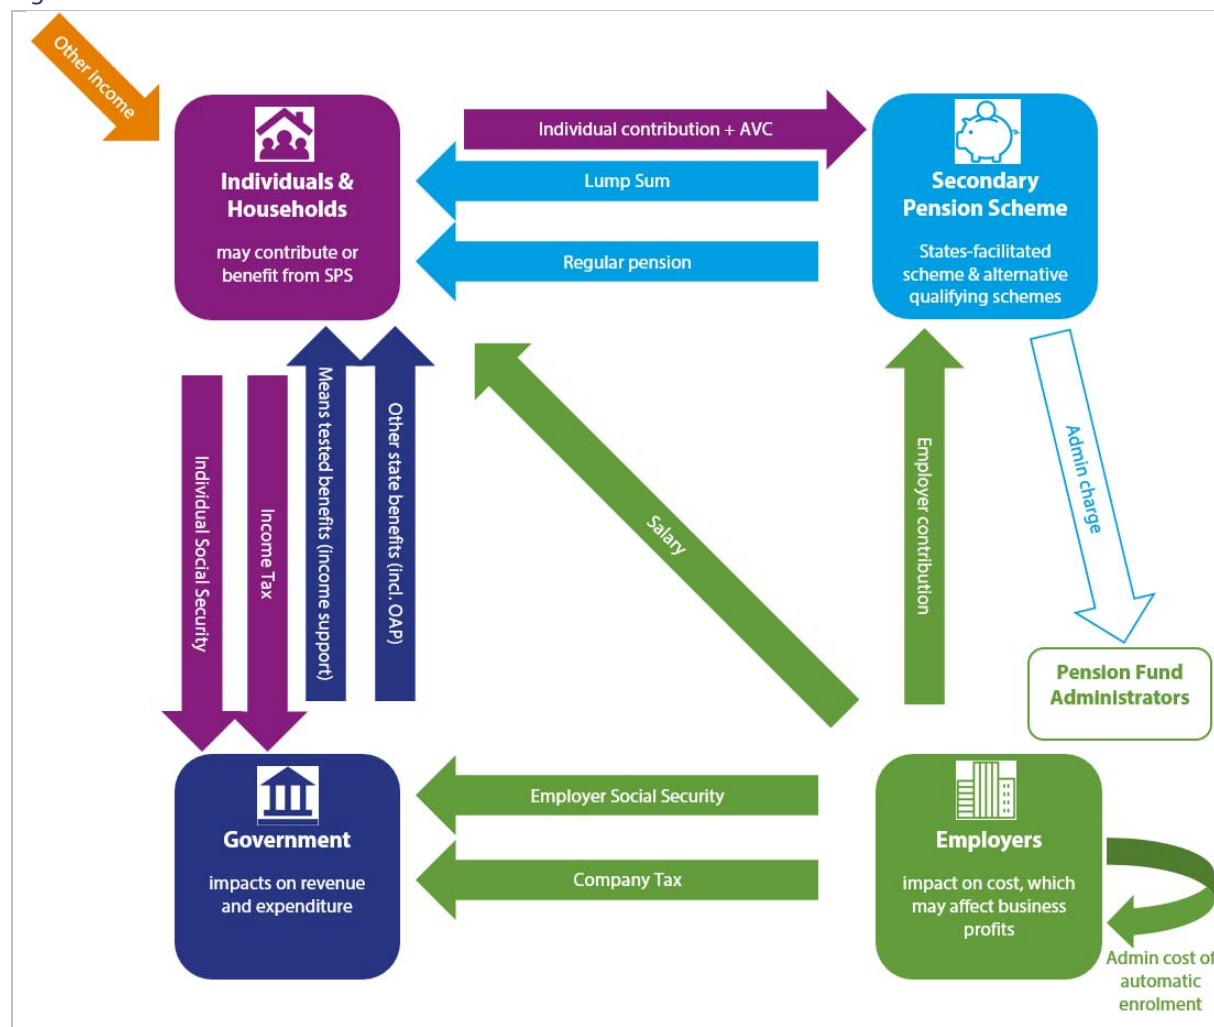 Other income
Individuals &
Households
may contribute or
benefit from SPS
Individual contribution + AVC
Lump Sum
Regular pension
Secondary
Pension Scheme
States-facilitated
scheme & alternative
qualifying schemes
Individual Social Security
Income Tax
Means tested benefits (income support)
Other state benefits (incl. OAP)
Salary
Employer contribution
Admin charge
Pension Fund
Administrators
Government
impacts on revenue
and expenditure
Employer Social Security
Company Tax
Employers
impact on cost, which
may affect business
profits
Admin cost of
automatic
enrolment